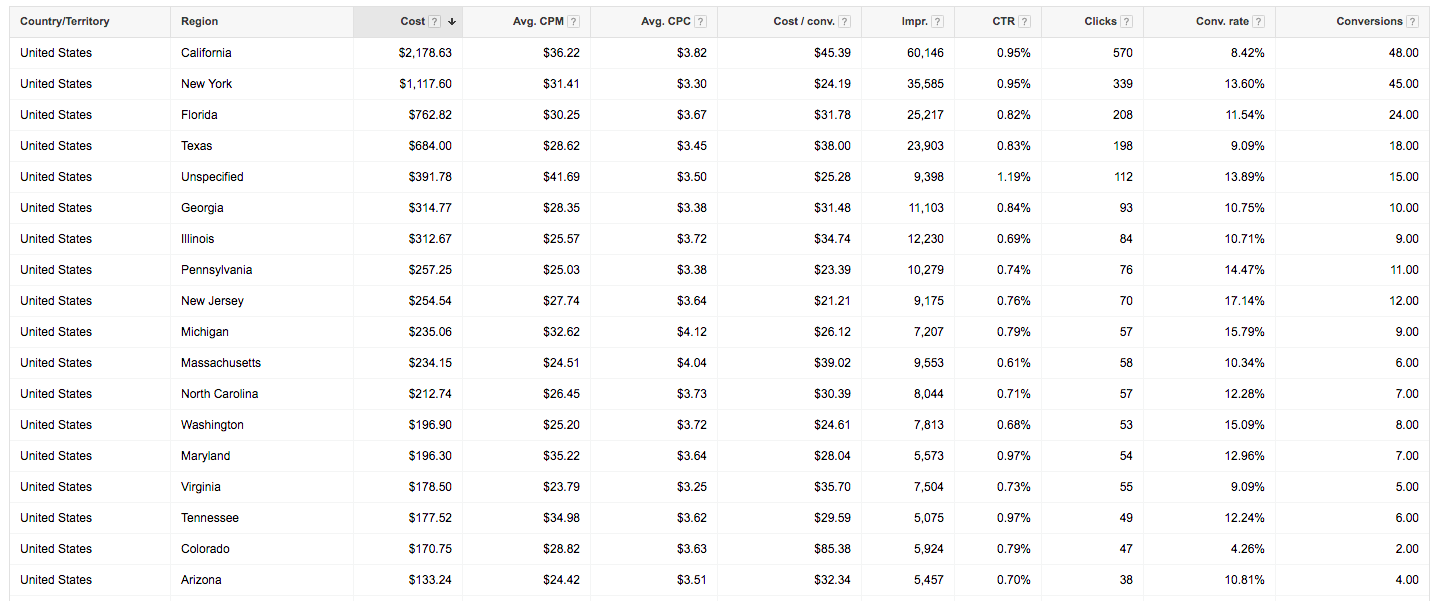 Country/Territory Region Cost ? ↓ Avg. CPM ? Avg. CPC ? Cost / conv. ? Impr. ? CTR ? Clicks ? Conv. rate ? Conversions ?
United States California $2,178.63 $36.22 $3.82 $45.39 60,146 0.95% 570 8.42% 48.00
United States New York $1,117.60 $31.41 $3.30 $24.19 35,585 0.95% 339 13.60% 45.00
United States Florida $762.82 $30.25 $3.67 $31.78 25,217 0.82% 208 11.54% 24.00
United States Texas $684.00 $28.62 $3.45 $38.00 23,903 0.83% 198 9.09% 18.00
United States Unspecified $391.78 $41.69 $3.50 $25.28 9,398 1.19% 112 13.89% 15.00
United States Georgia $314.77 $28.35 $3.38 $31.48 11,103 0.84% 93 10.75% 10.00
United States Illinois $312.67 $25.57 $3.72 $34.74 12,230 0.69% 84 10.71% 9.00
United States Pennsylvania $257.25 $25.03 $3.38 $23.39 10,279 0.74% 76 14.47% 11.00
United States New Jersey $254.54 $27.74 $3.64 $21.21 9,175 0.76% 70 17.14% 12.00
United States Michigan $235.06 $32.62 $4.12 $26.12 7,207 0.79% 57 15.79% 9.00
United States Massachusetts $234.15 $24.51 $4.04 $39.02 9,553 0.61% 58 10.34% 6.00
United States North Carolina $212.74 $26.45 $3.73 $30.39 8,044 0.71% 57 12.28% 7.00
United States Washington $196.90 $25.20 $3.72 $24.61 7,813 0.68% 53 15.09% 8.00
United States Maryland $196.30 $35.22 $3.64 $28.04 5,573 0.97% 54 12.96% 7.00
United States Virginia $178.50 $23.79 $3.25 $35.70 7,504 0.73% 55 9.09% 5.00
United States Tennessee $177.52 $34.98 $3.62 $29.59 5,075 0.97% 49 12.24% 6.00
United States Colorado $170.75 $28.82 $3.63 $85.38 5,924 0.79% 47 4.26% 2.00
United States Arizona $133.24 $24.42 $3.51 $32.34 5,457 0.70% 38 10.81% 4.00